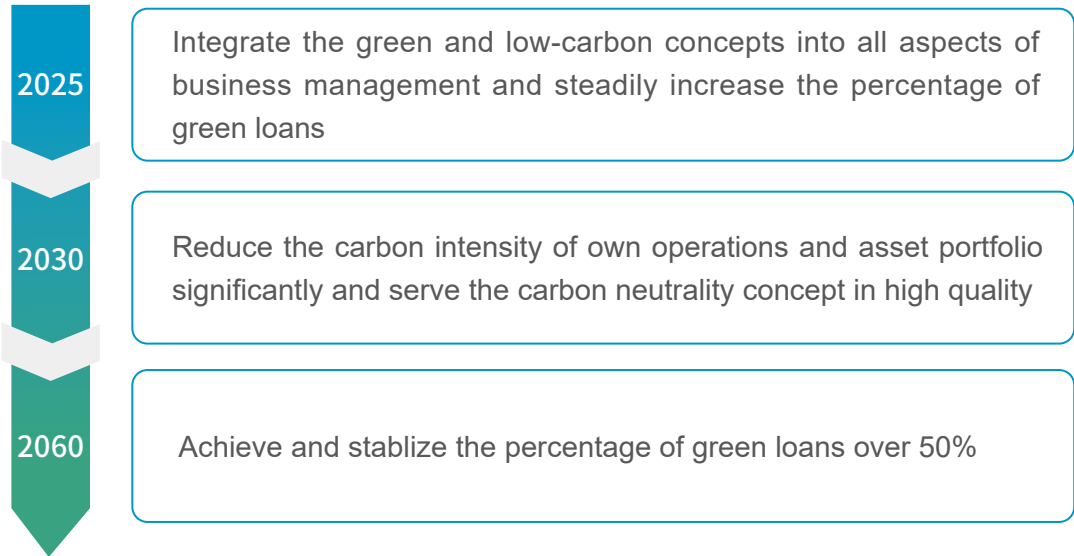 2025
Integrate the green and low-carbon concepts into all aspects of
business management and steadily increase the percentage of
green loans
2030
Reduce the carbon intensity of own operations and asset portfolio
significantly and serve the carbon neutrality concept in high quality
2060
Achieve and stablize the percentage of green loans over 50%